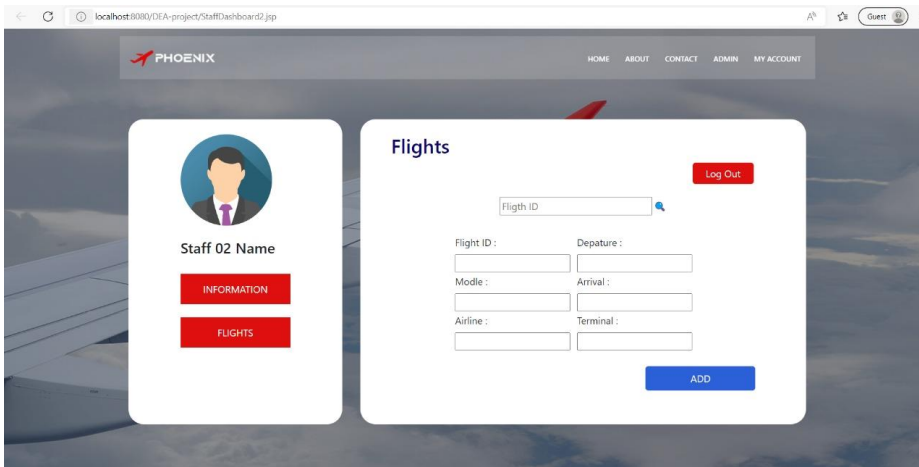 localhost:8080/DEA-project/StaffDashboard2.jsp
Guest
PHOENIX
HOME ABOUT CONTACT ADMIN MY ACCOUNT
Staff 02 Name
INFORMATION
FLIGHTS
Flights
Log Out
Fligth ID
Flight ID : Depature :
Modle : Arrival :
Airline : Terminal :
ADD